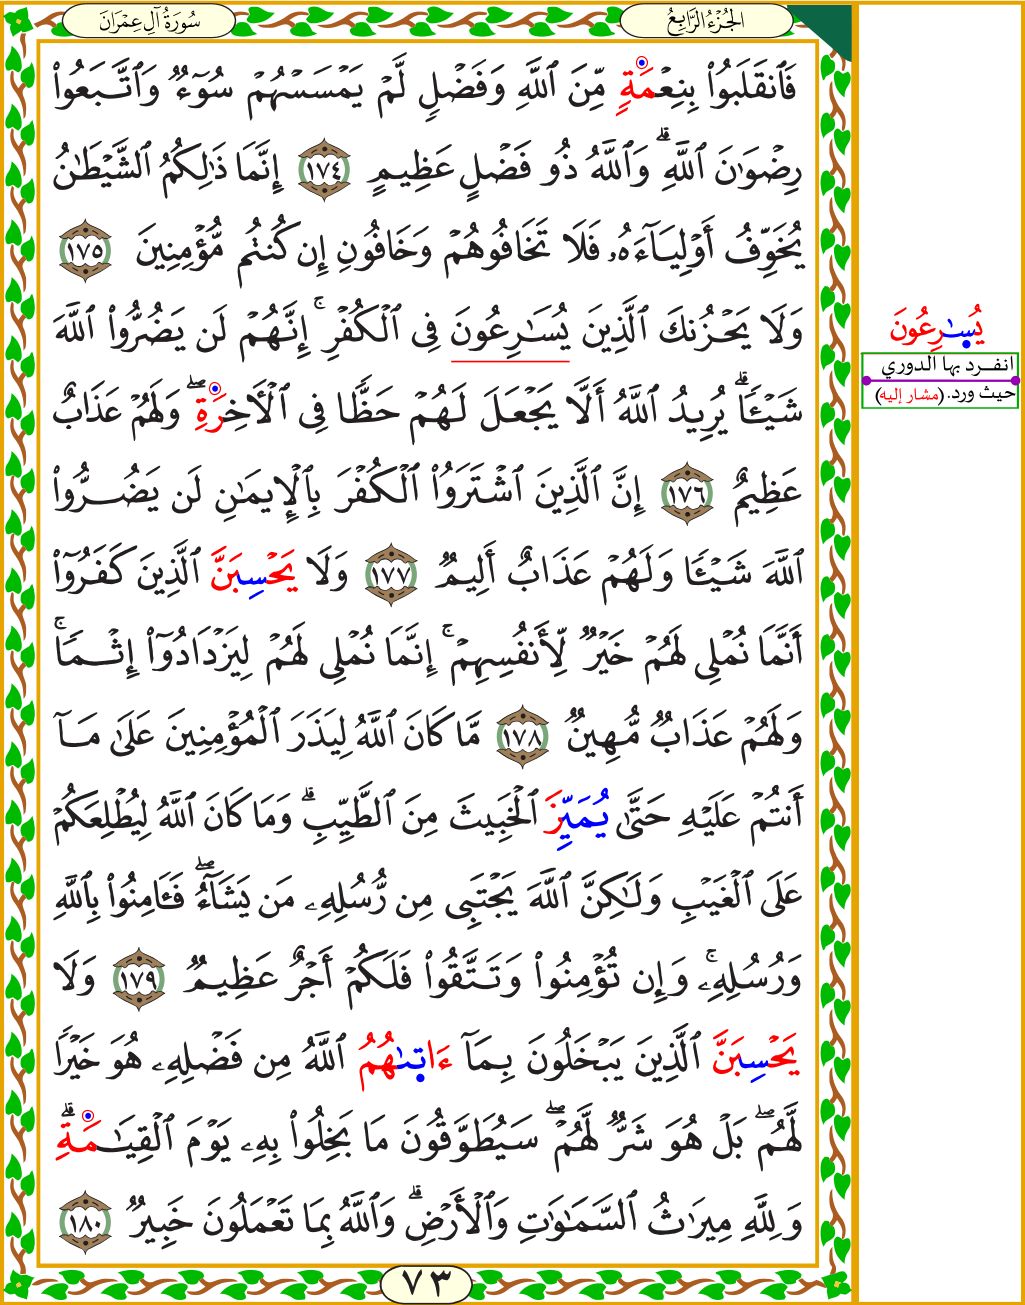 الجُزْءُ الرَّابِعُ
سُورَةُ آلِ عِمْرَانَ
فَٱنقَلَبُواْ بِنِعۡمَةٖ مِّنَ ٱللَّهِ وَفَضۡلٖ لَّمۡ يَمۡسَسۡهُمۡ سُوٓءٞ وَٱتَّبَعُواْ
رِضۡوَٰنَ ٱللَّهِۗ وَٱللَّهُ ذُو فَضۡلٍ عَظِيمٍ ١٧٤ إِنَّمَا ذَٰلِكُمُ ٱلشَّيۡطَٰنُ
يُخَوِّفُ أَوۡلِيَآءَهُۥ فَلَا تَخَافُوهُمۡ وَخَافُونِ إِن كُنتُم مُّؤۡمِنِينَ ١٧٥
وَلَا يَحۡزُنكَ ٱلَّذِينَ يُسَٰرِعُونَ فِي ٱلۡكُفۡرِۚ إِنَّهُمۡ لَن يَضُرُّواْ ٱللَّهَ
شَيۡـٔٗاۗ يُرِيدُ ٱللَّهُ أَلَّا يَجۡعَلَ لَهُمۡ حَظّٗا فِي ٱلۡأٓخِرَةِۖ وَلَهُمۡ عَذَابٌ
عَظِيمٌ ١٧٦ إِنَّ ٱلَّذِينَ ٱشۡتَرَوُاْ ٱلۡكُفۡرَ بِٱلۡإِيمَٰنِ لَن يَضُرُّواْ
ٱللَّهَ شَيۡـٔٗا وَلَهُمۡ عَذَابٌ أَلِيمٞ ١٧٧ وَلَا يَحۡسِبَنَّ ٱلَّذِينَ كَفَرُوٓاْ
أَنَّمَا نُمۡلِي لَهُمۡ خَيۡرٞ لِّأَنفُسِهِمۡۚ إِنَّمَا نُمۡلِي لَهُمۡ لِيَزۡدَادُوٓاْ إِثۡمٗاۚ
وَلَهُمۡ عَذَابٞ مُّهِينٞ ١٧٨ مَّا كَانَ ٱللَّهُ لِيَذَرَ ٱلۡمُؤۡمِنِينَ عَلَىٰ مَآ
أَنتُمۡ عَلَيۡهِ حَتَّىٰ يُمَيِّزَ ٱلۡخَبِيثَ مِنَ ٱلطَّيِّبِۗ وَمَا كَانَ ٱللَّهُ لِيُطۡلِعَكُمۡ
عَلَى ٱلۡغَيۡبِ وَلَٰكِنَّ ٱللَّهَ يَجۡتَبِي مِن رُّسُلِهِۦ مَن يَشَآءُۖ فَـَٔامِنُواْ بِٱللَّهِ
وَرُسُلِهِۦۚ وَإِن تُؤۡمِنُواْ وَتَتَّقُواْ فَلَكُمۡ أَجۡرٌ عَظِيمٞ ١٧٩ وَلَا
يَحۡسِبَنَّ ٱلَّذِينَ يَبۡخَلُونَ بِمَآ ءَاتىٰهُمُ ٱللَّهُ مِن فَضۡلِهِۦ هُوَ خَيۡرٗا
لَّهُمۖ بَلۡ هُوَ شَرّٞ لَّهُمۡۖ سَيُطَوَّقُونَ مَا بَخِلُواْ بِهِۦ يَوۡمَ ٱلۡقِيَٰمَةِۗ
وَلِلَّهِ مِيرَٰثُ ٱلسَّمَٰوَٰتِ وَٱلۡأَرۡضِۗ وَٱللَّهُ بِمَا تَعۡمَلُونَ خَبِيرٞ ١٨٠
يُسٰرِعُونَ
انفرد بها الدوري
حيث ورد. (مشار إليه)
٧٣